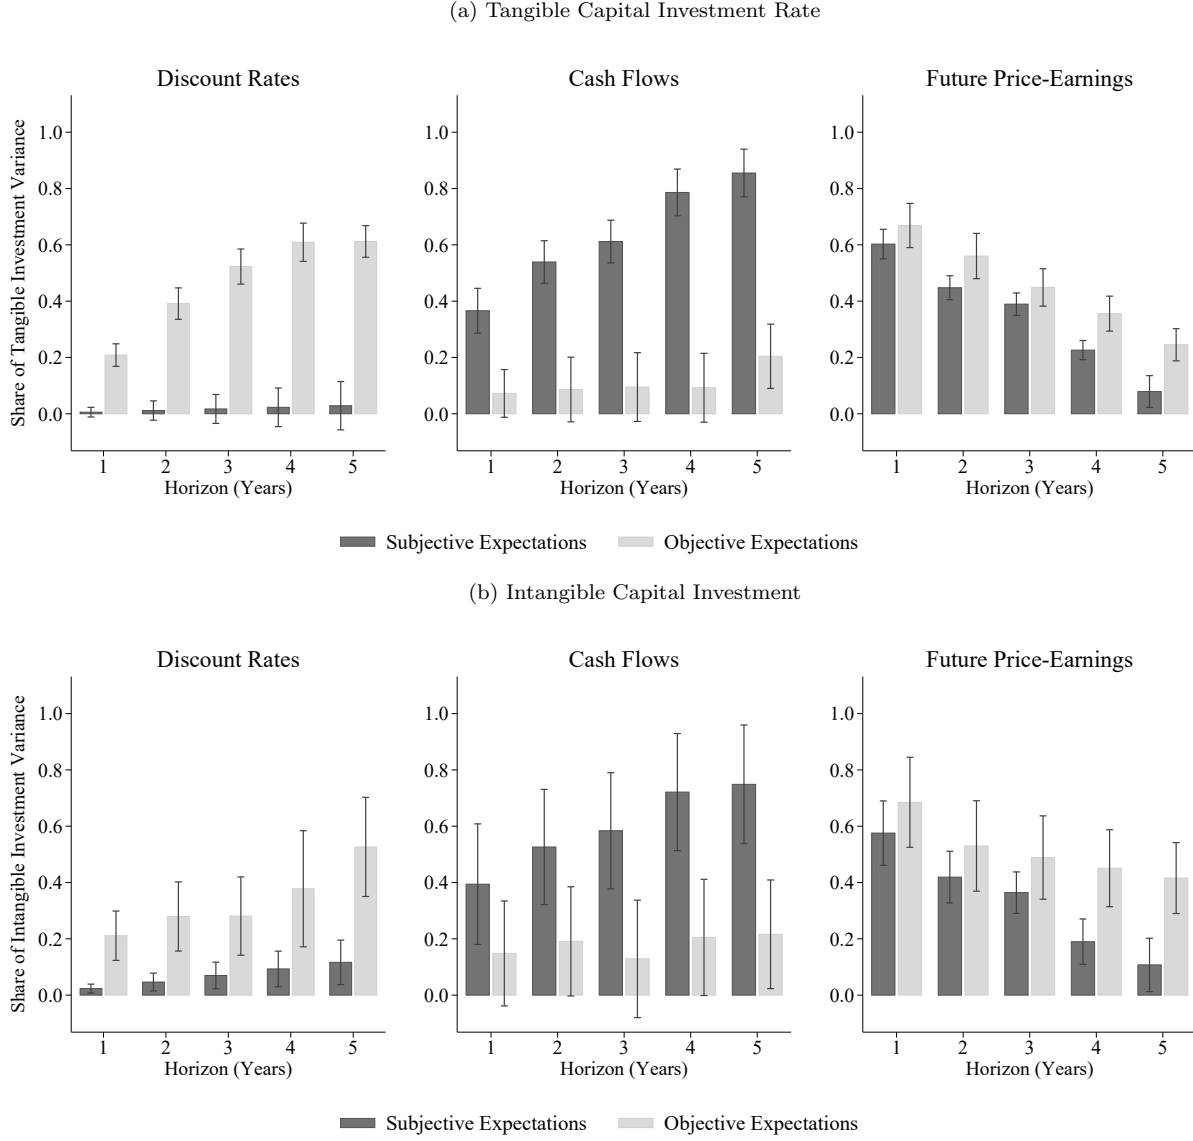 (a) Tangible Capital Investment Rate
Discount Rates
Cash Flows
Future Price-Earnings
Share of Tangible Investment Variance
1.0
0.8
0.6
0.4
0.2
0.0
1 2 3 4 5
Horizon (Years)
1.0
0.8
0.6
0.4
0.2
0.0
1 2 3 4 5
Horizon (Years)
1.0
0.8
0.6
0.4
0.2
0.0
1 2 3 4 5
Horizon (Years)
Subjective Expectations
Objective Expectations
(b) Intangible Capital Investment
Discount Rates
Cash Flows
Future Price-Earnings
Share of Intangible Investment Variance
1.0
0.8
0.6
0.4
0.2
0.0
1 2 3 4 5
Horizon (Years)
1.0
0.8
0.6
0.4
0.2
0.0
1 2 3 4 5
Horizon (Years)
1.0
0.8
0.6
0.4
0.2
0.0
1 2 3 4 5
Horizon (Years)
Subjective Expectations
Objective Expectations